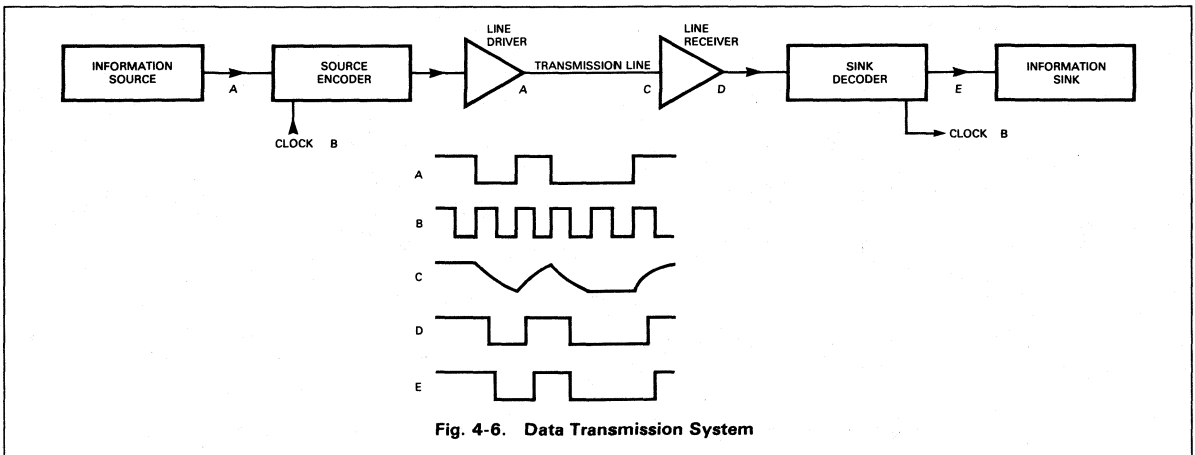 LINE
DRIVER
LINE
RECEIVER
INFORMATION
SOURCE
A
SOURCE
ENCODER
A
TRANSMISSION LINE
C
D
SINK
DECODER
E
INFORMATION
SINK
CLOCK B
CLOCK B
A
B
C
D
E
Fig. 4-6. Data Transmission System